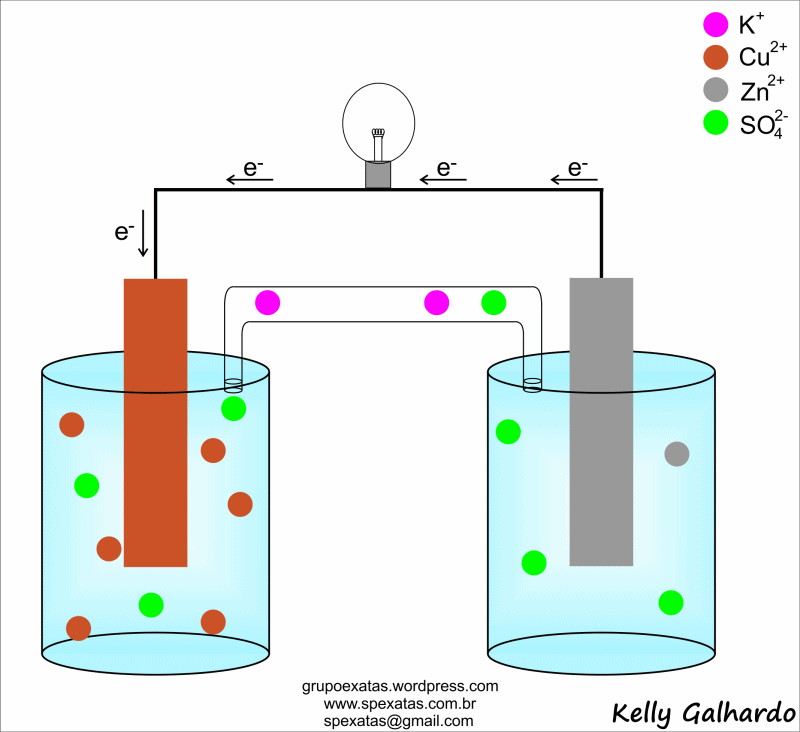 K+
Cu2+
Zn2+
SO42-
e- e- e-
e-
grupoexatas.wordpress.com
www.spexatas.com.br
spexatas@gmail.com
Kelly Galhardo